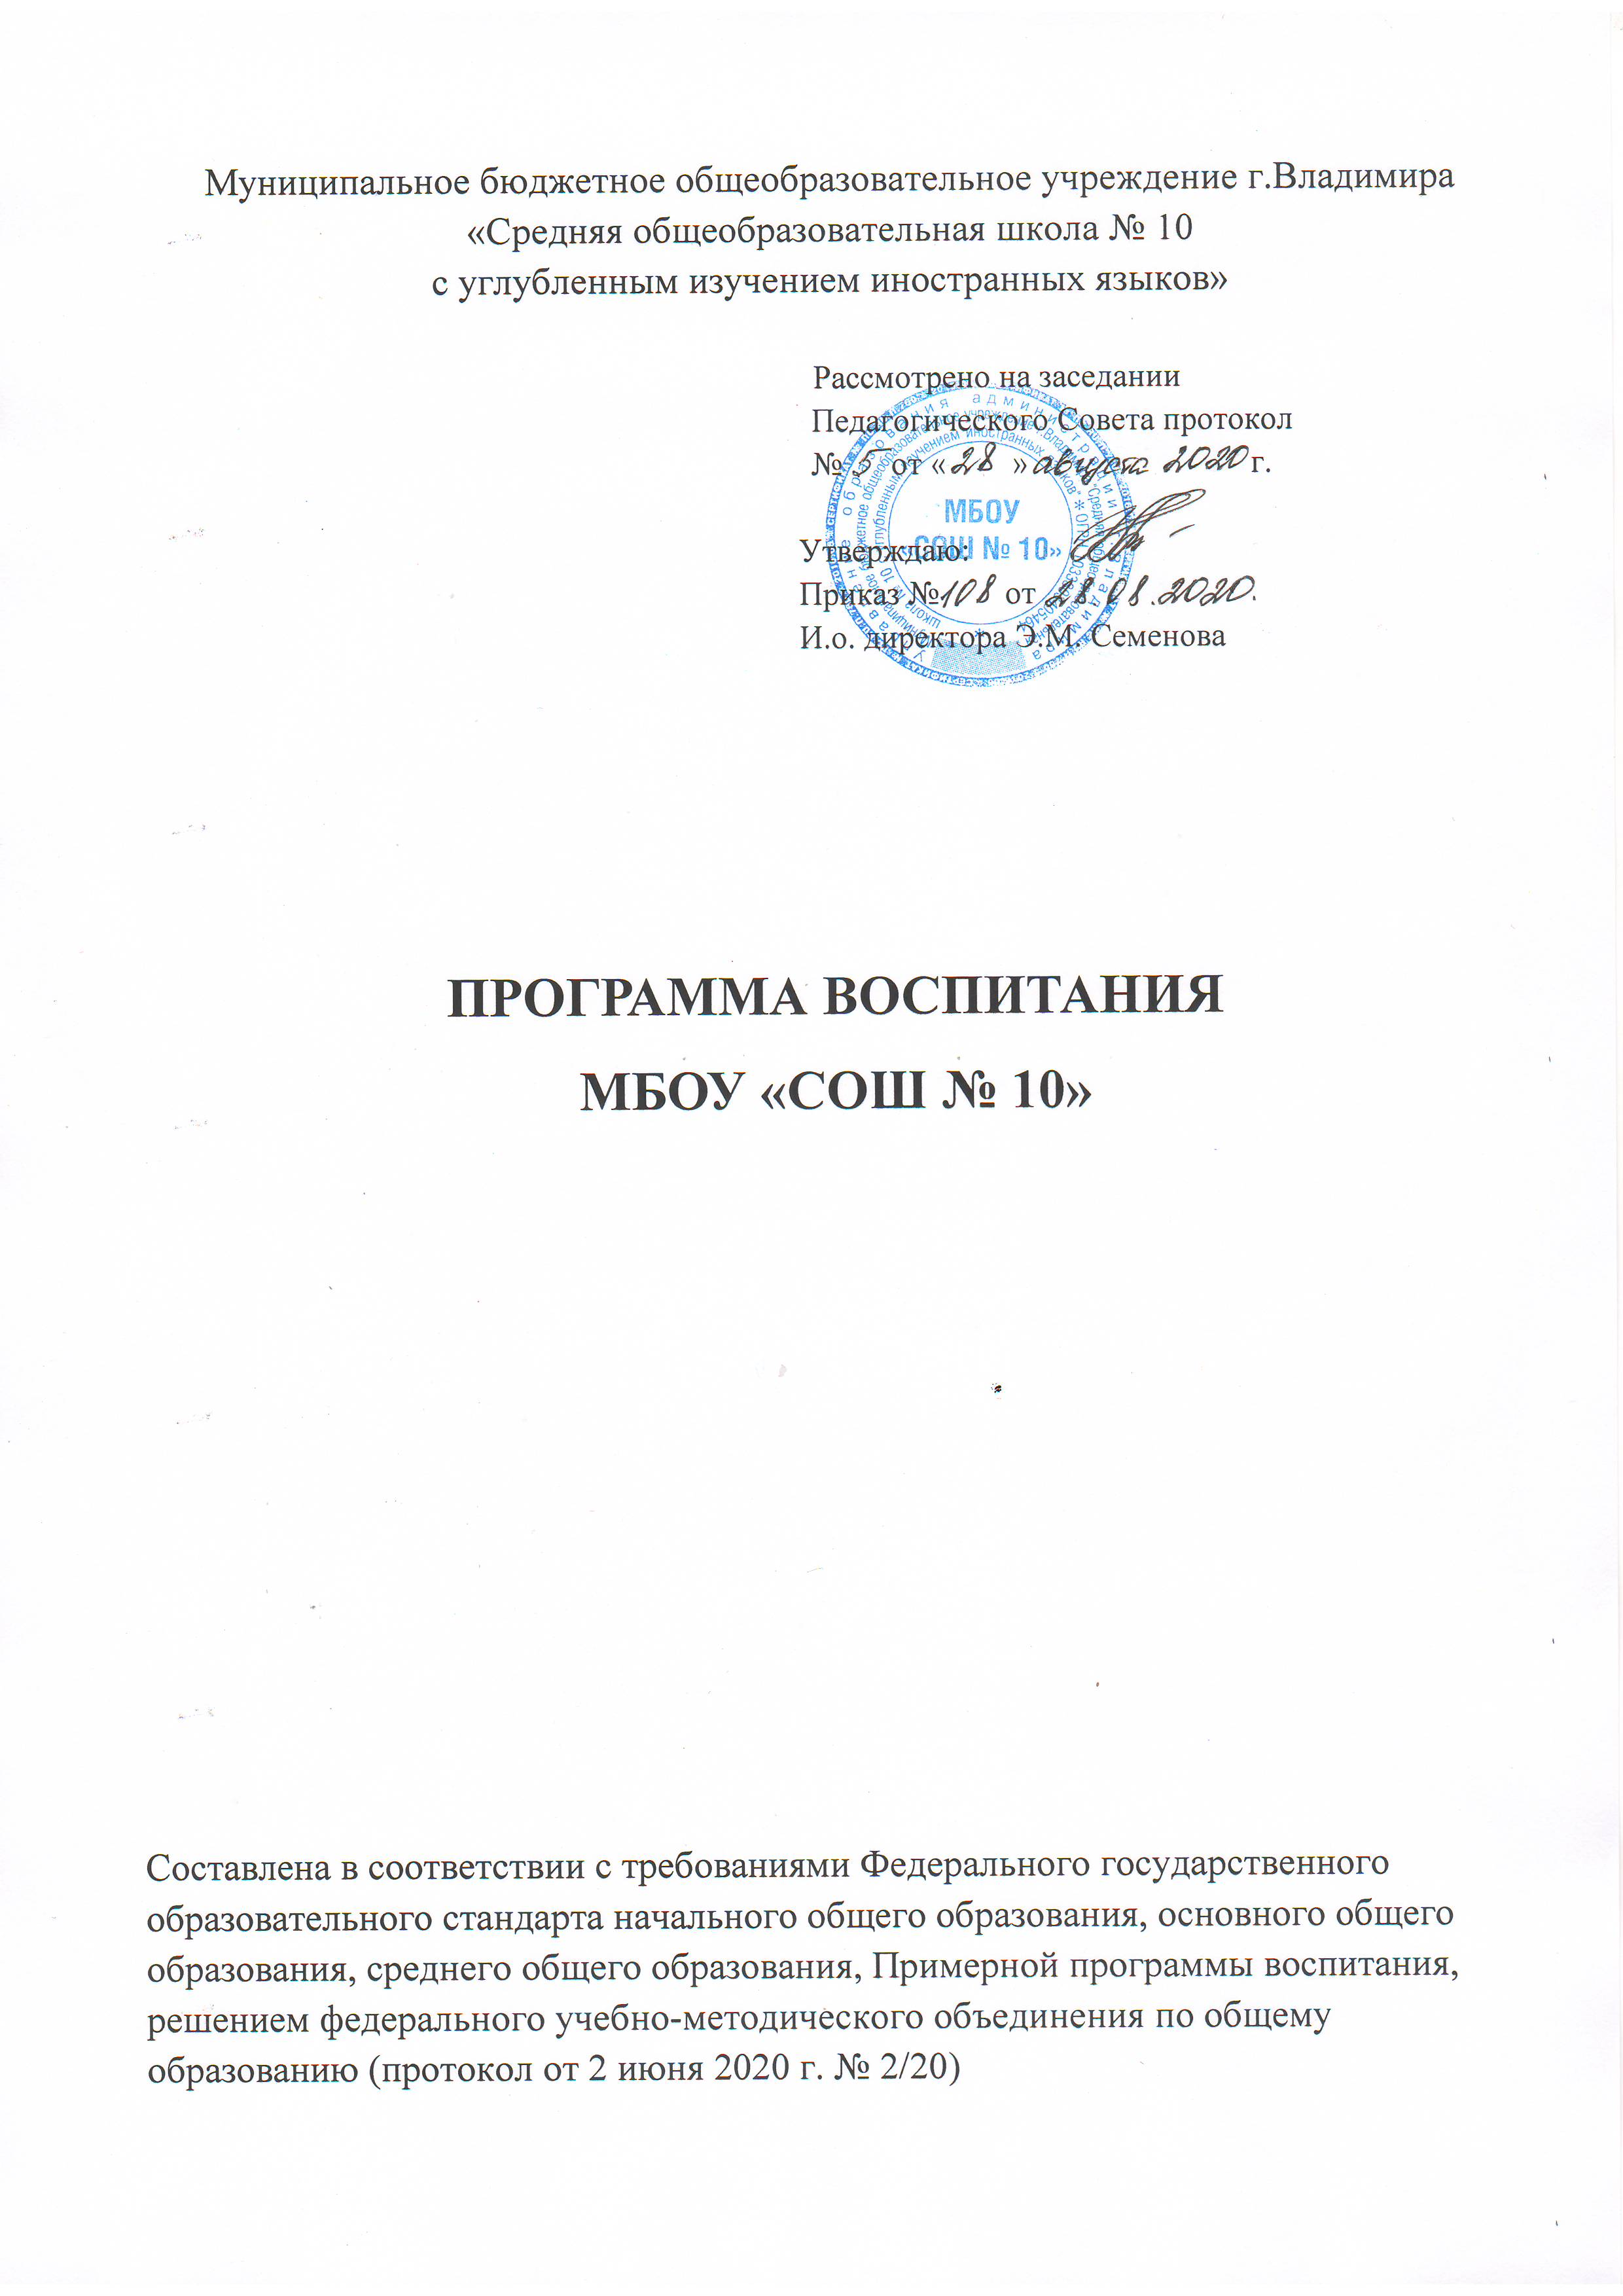 Муниципальное бюджетное общеобразовательное учреждение г.Владимира
«Средняя общеобразовательная школа № 10
с углубленным изучением иностранных языков»
Рассмотрено на заседании
Педагогического Совета протокол
№ 5 от « 28 » августа 2020 г.
МБОУ
«СОШ № 10»
Утверждаю:
Приказ №108 от 28.08.2020.
И.о. директора Э.М. Семенова
ПРОГРАММА ВОСПИТАНИЯ
МБОУ «СОШ № 10»
Составлена в соответствии с требованиями Федерального государственного
образовательного стандарта начального общего образования, основного общего
образования, среднего общего образования, Примерной программы воспитания,
решением федерального учебно-методического объединения по общему
образованию (протокол от 2 июня 2020 г. № 2/20)